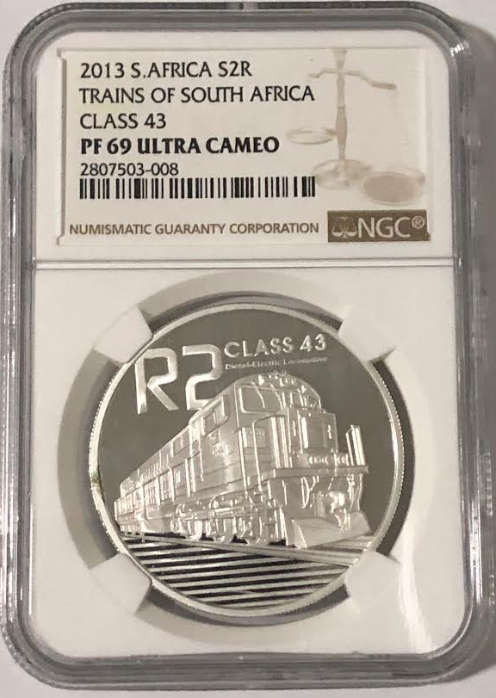 2013 S.AFRICA S2R
TRAINS OF SOUTH AFRICA
CLASS 43
PF 69 ULTRA CAMEO
2807503-008
NUMISMATIC GUARANTY CORPORATION NGC®
R2 CLASS 43
Diesel-Electric Locomotive